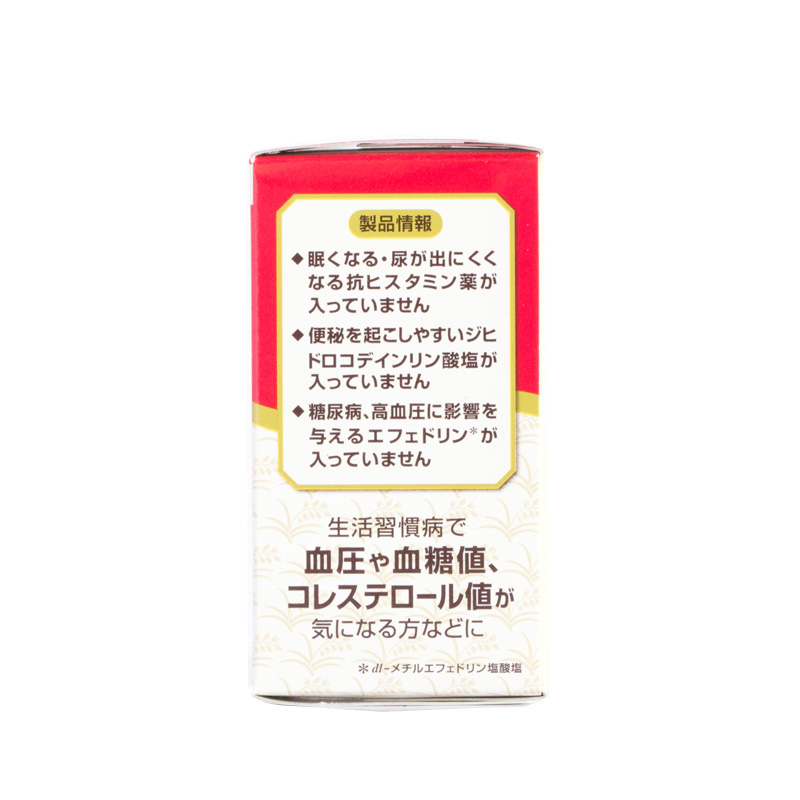 製品情報
◆眠くなる・尿が出にくく
なる抗ヒスタミン薬が
入っていません
◆便秘を起こしやすいジヒ
ドロコデインリン酸塩が
入っていません
◆糖尿病、高血圧に影響を
与えるエフェドリン＊が
入っていません
生活習慣病で
血圧や血糖値、
コレステロール値が
気になる方などに
＊dl-メチルエフェドリン塩酸塩